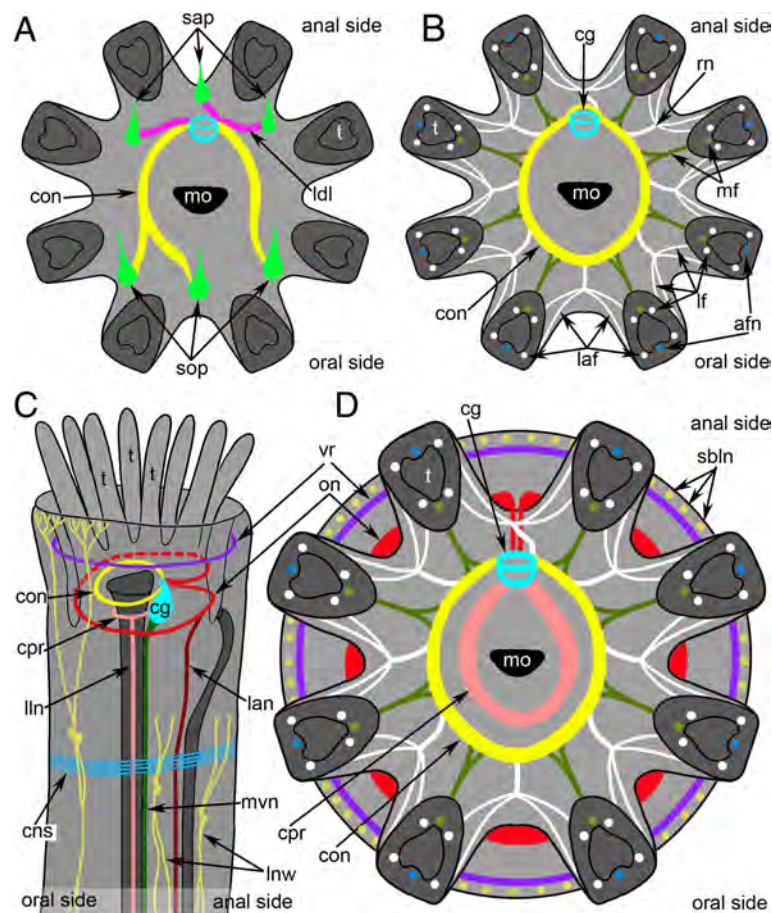 A
sap
anal side
t
con
mo
ldl
sop
oral side
B
cg
anal side
rn
t
mo
mf
con
lf
afn
laf
oral side
C
t
t
t
vr
on
con
cg
cpr
lln
lan
cns
mvn
lnw
oral side
anal side
D
cg
anal side
sbln
t
mo
cpr
con
oral side